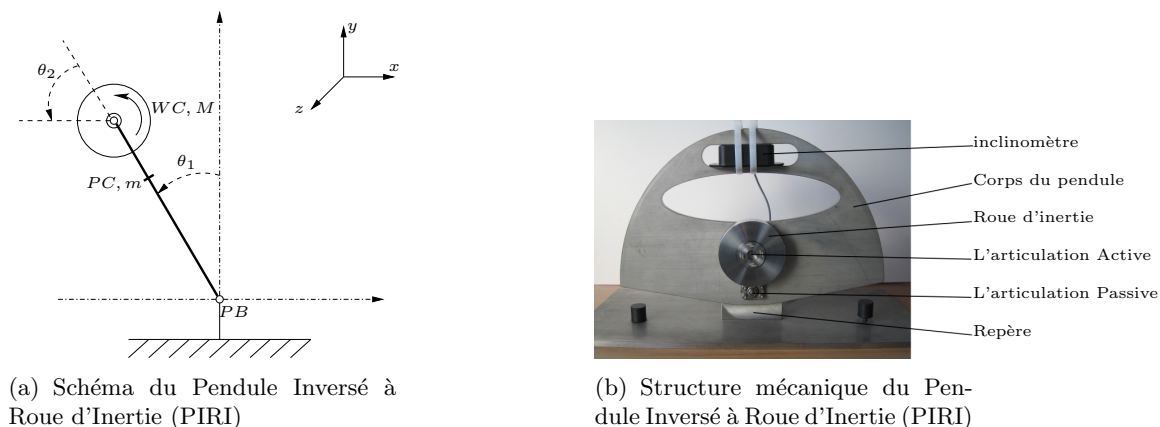 y
x
z
θ2
WC, M
θ1
PC, m
PB
inclinomètre
Corps du pendule
Roue d'inertie
L'articulation Active
L'articulation Passive
Repère
(a) Schéma du Pendule Inversé à
Roue d'Inertie (PIRI)
(b) Structure mécanique du Pen-
dule Inversé à Roue d'Inertie (PIRI)